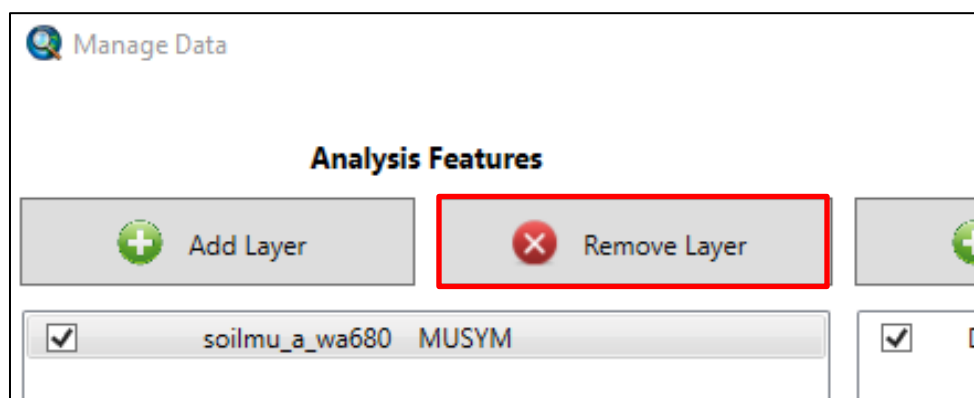 Manage Data
Analysis Features
Add Layer
Remove Layer
soilmu_a_wa680 MUSYM